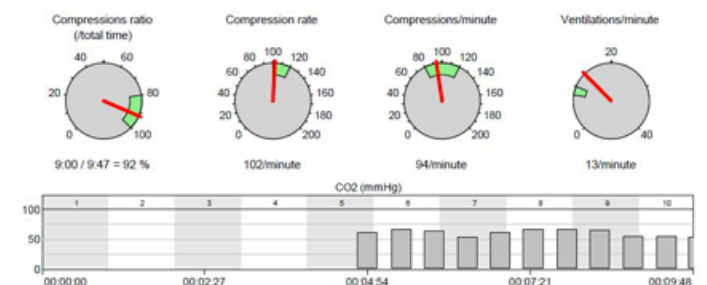 Compressions ratio
(/total time)
Compression rate
Compressions/minute
Ventilations/minute
40 60
20 80
0 100
100
80 120
60 140
40 160
20 180
0 200
100
80 120
60 140
40 160
20 180
0 200
20
0 40
9:00 / 9:47 = 92 %
102/minute
94/minute
13/minute
CO2 (mmHg)
1 2 3 4 5 6 7 8 9 10
100
50
0
00:00:00 00:02:27 00:04:54 00:07:21 00:09:48